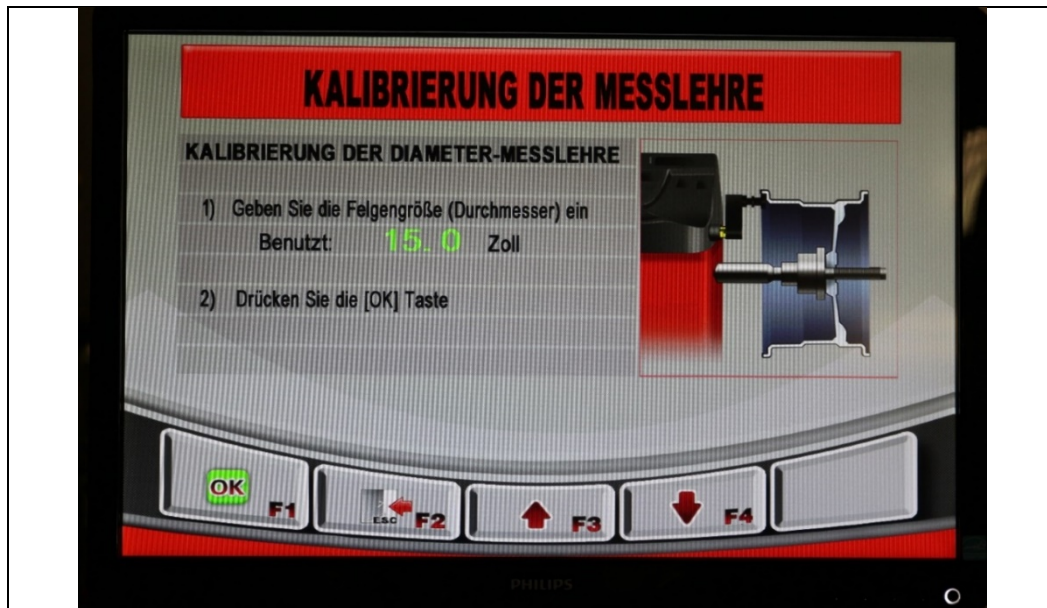 KALIBRIERUNG DER MESSLEHRE
KALIBRIERUNG DER DIAMETER-MESSLEHRE
1) Geben Sie die Felgengröße (Durchmesser) ein
Benutzt: 15.0 Zoll
2) Drücken Sie die [OK] Taste
OK F1
ESC F2
F3
F4
PHILIPS